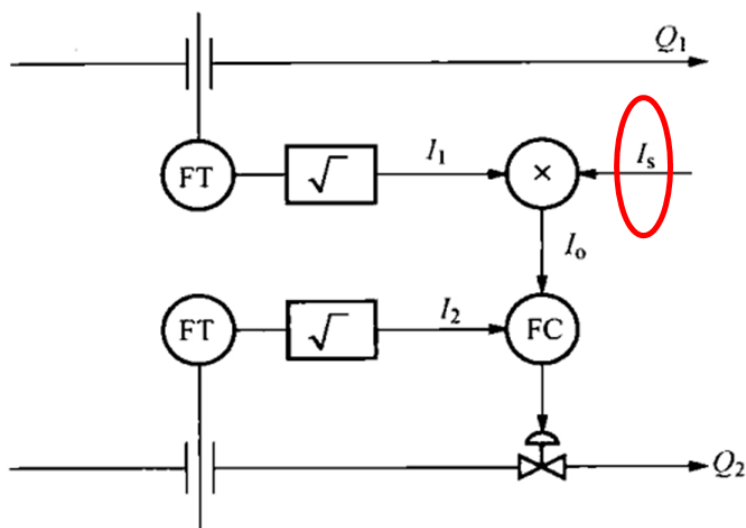 Q₁
FT
√
I₁
×
Iₛ
Iₒ
FT
√
I₂
FC
Q₂